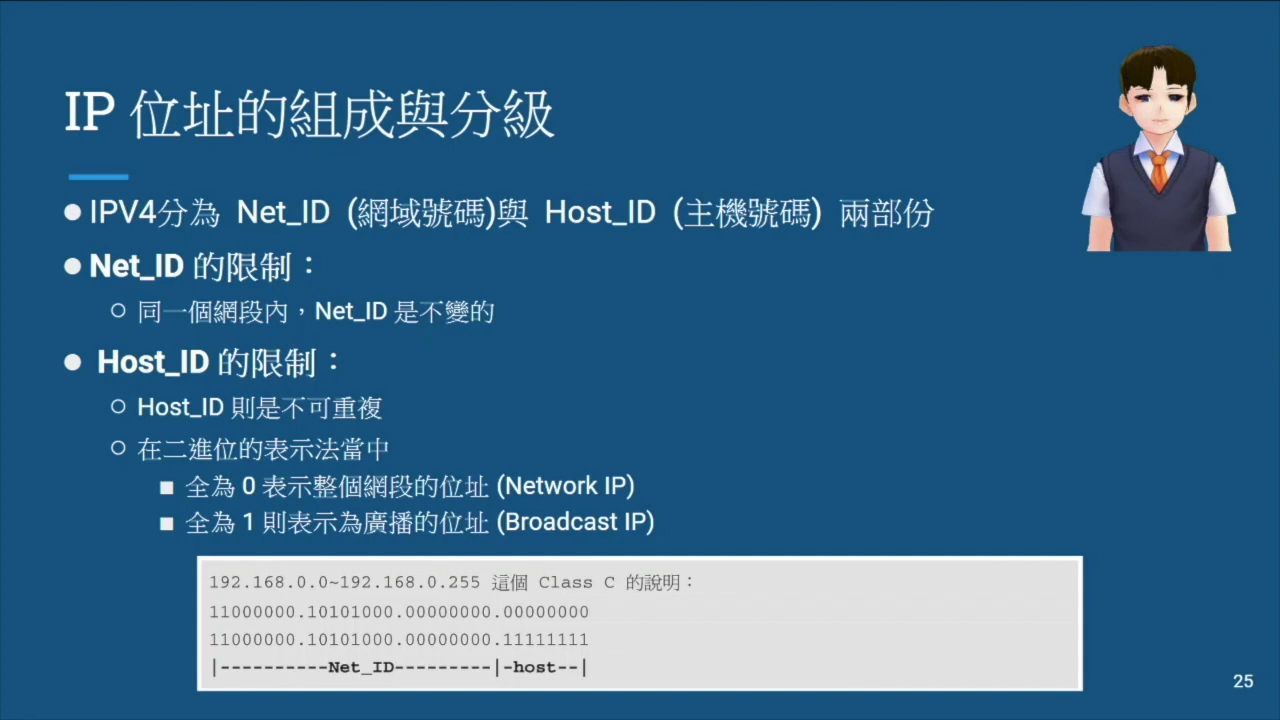 IP 位址的組成與分級
● IPV4分為 Net_ID (網域號碼)與 Host_ID (主機號碼) 兩部份
● Net_ID 的限制：
○ 同一個網段內，Net_ID 是不變的
● Host_ID 的限制：
○ Host_ID 則是不可重複
○ 在二進位的表示法當中
■ 全為 0 表示整個網段的位址 (Network IP)
■ 全為 1 則表示為廣播的位址 (Broadcast IP)
192.168.0.0~192.168.0.255 這個 Class C 的說明：
11000000.10101000.00000000.00000000
11000000.10101000.00000000.11111111
|----------Net_ID---------|-host--|
25